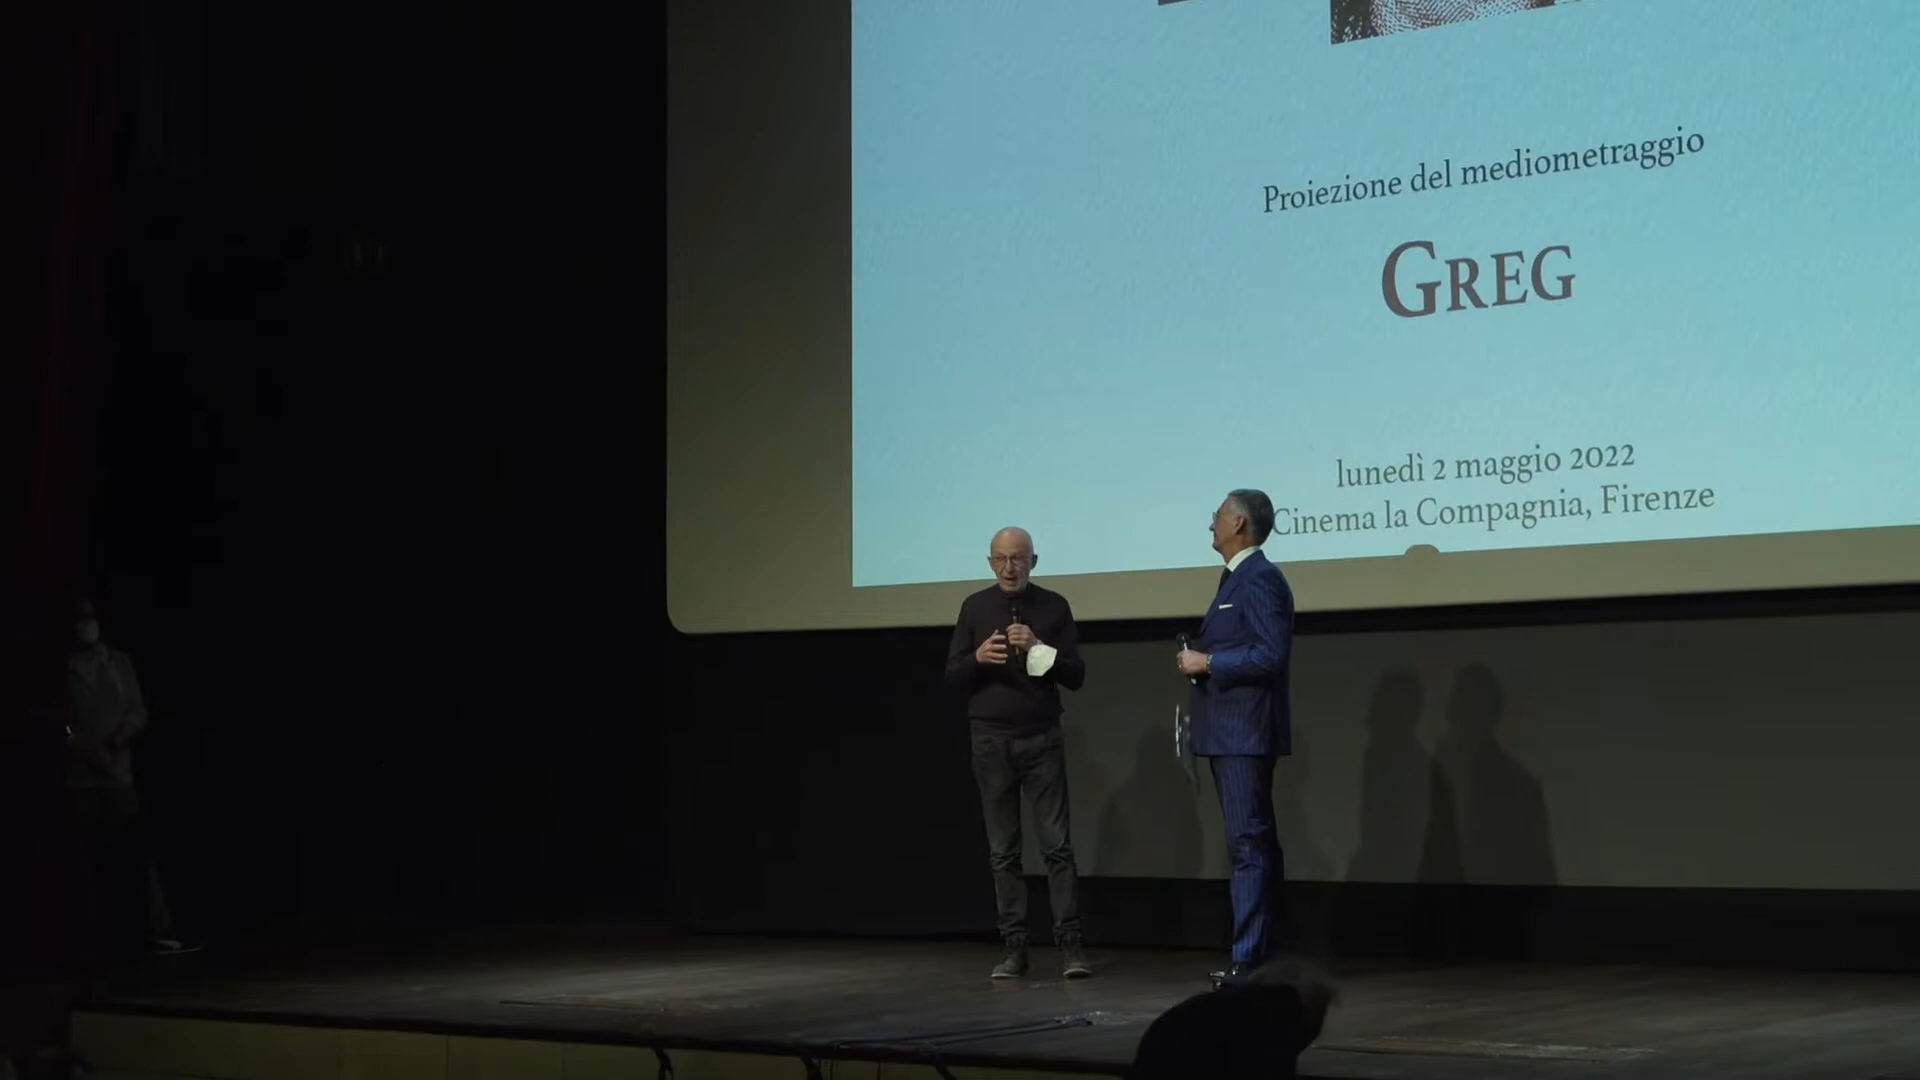 Proiezione del mediometraggio
GREG
lunedì 2 maggio 2022
Cinema la Compagnia, Firenze